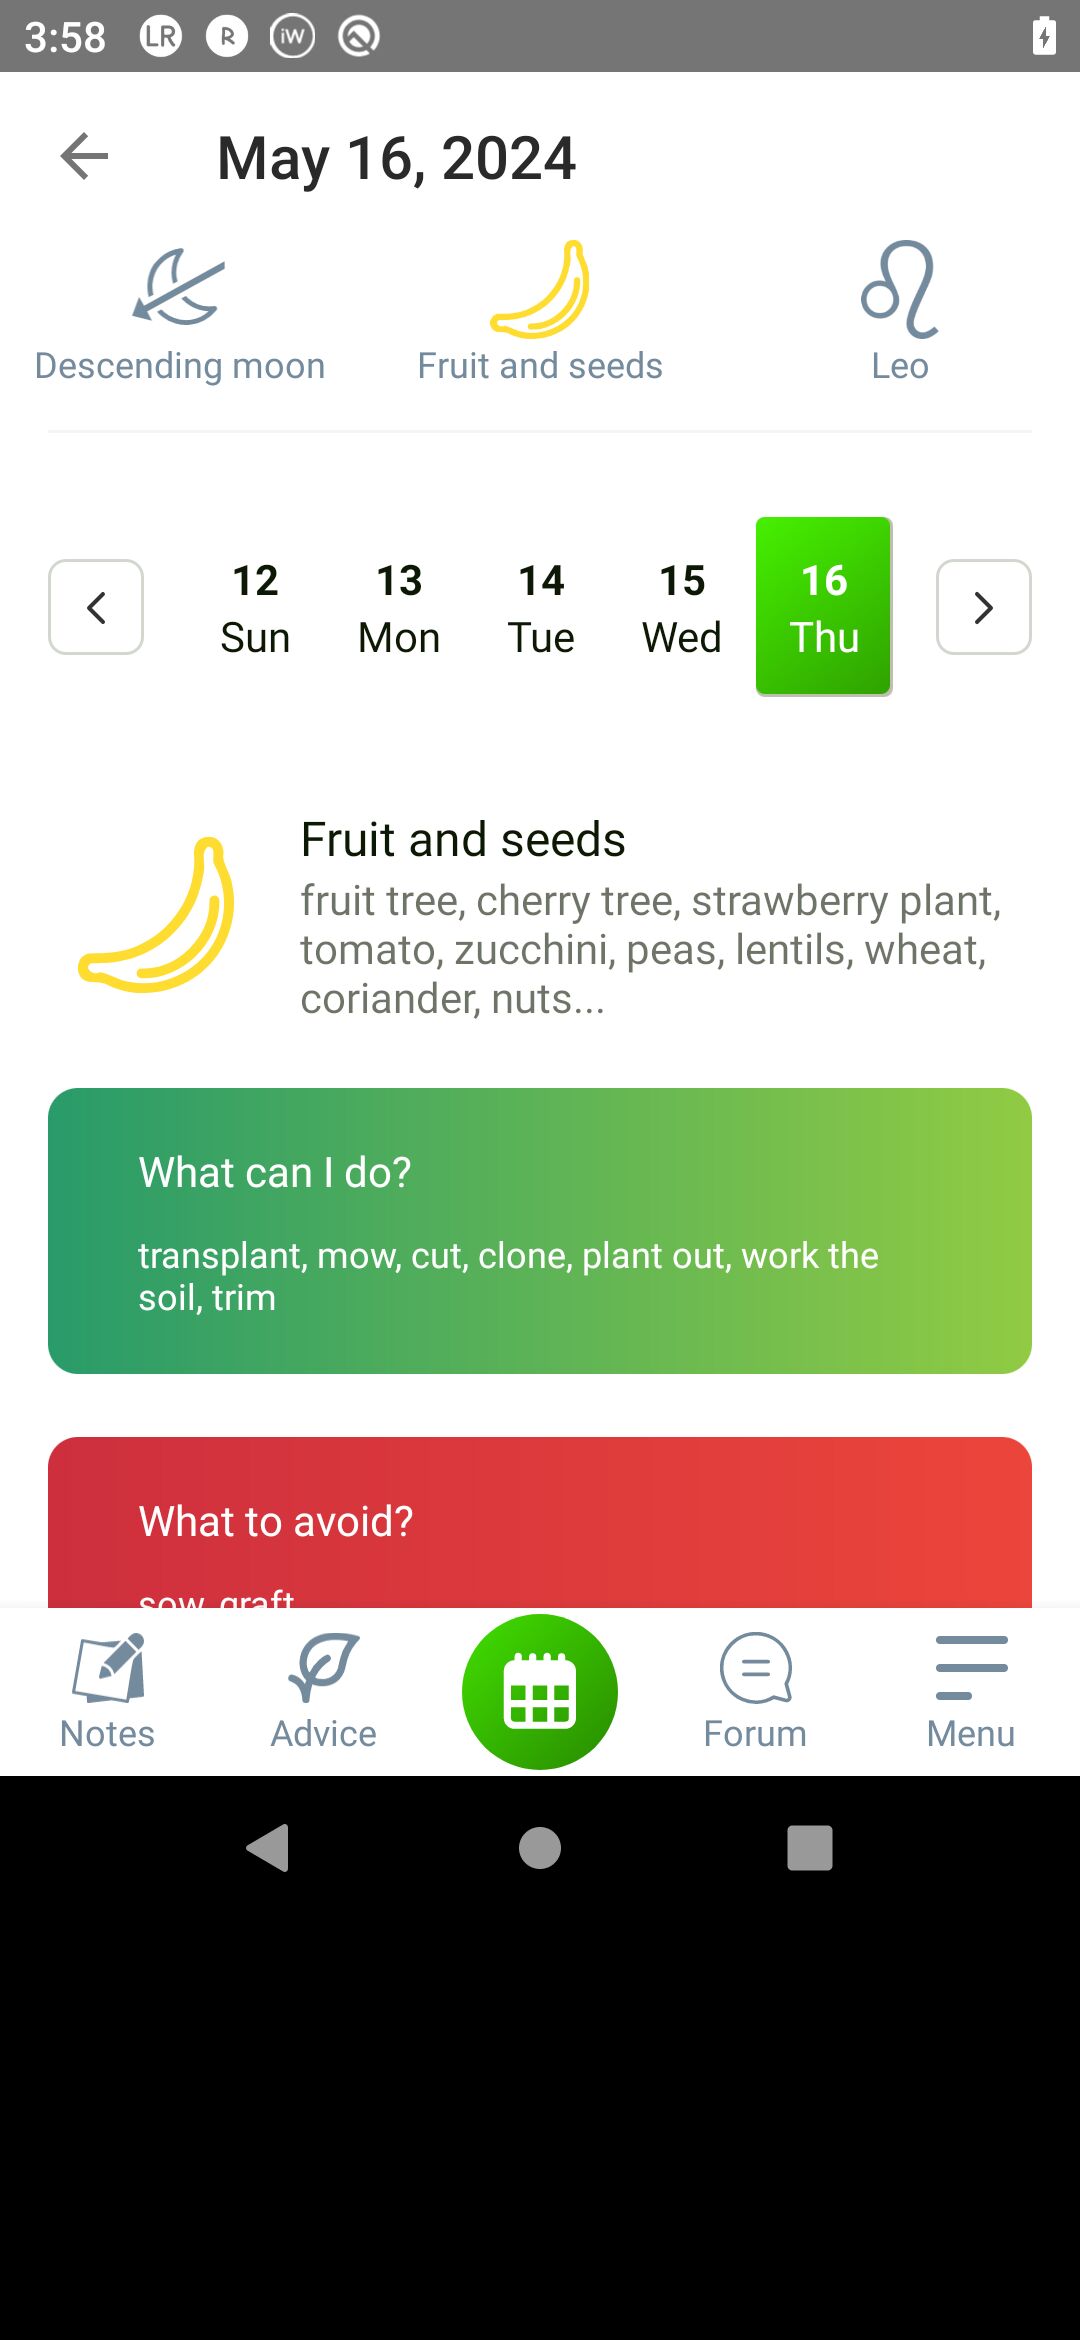 3:58 LR R iW
May 16, 2024
Descending moon Fruit and seeds Leo
12 13 14 15 16
Sun Mon Tue Wed Thu
Fruit and seeds
fruit tree, cherry tree, strawberry plant,
tomato, zucchini, peas, lentils, wheat,
coriander, nuts...
What can I do?
transplant, mow, cut, clone, plant out, work the
soil, trim
What to avoid?
sow, graft
Notes Advice Forum Menu